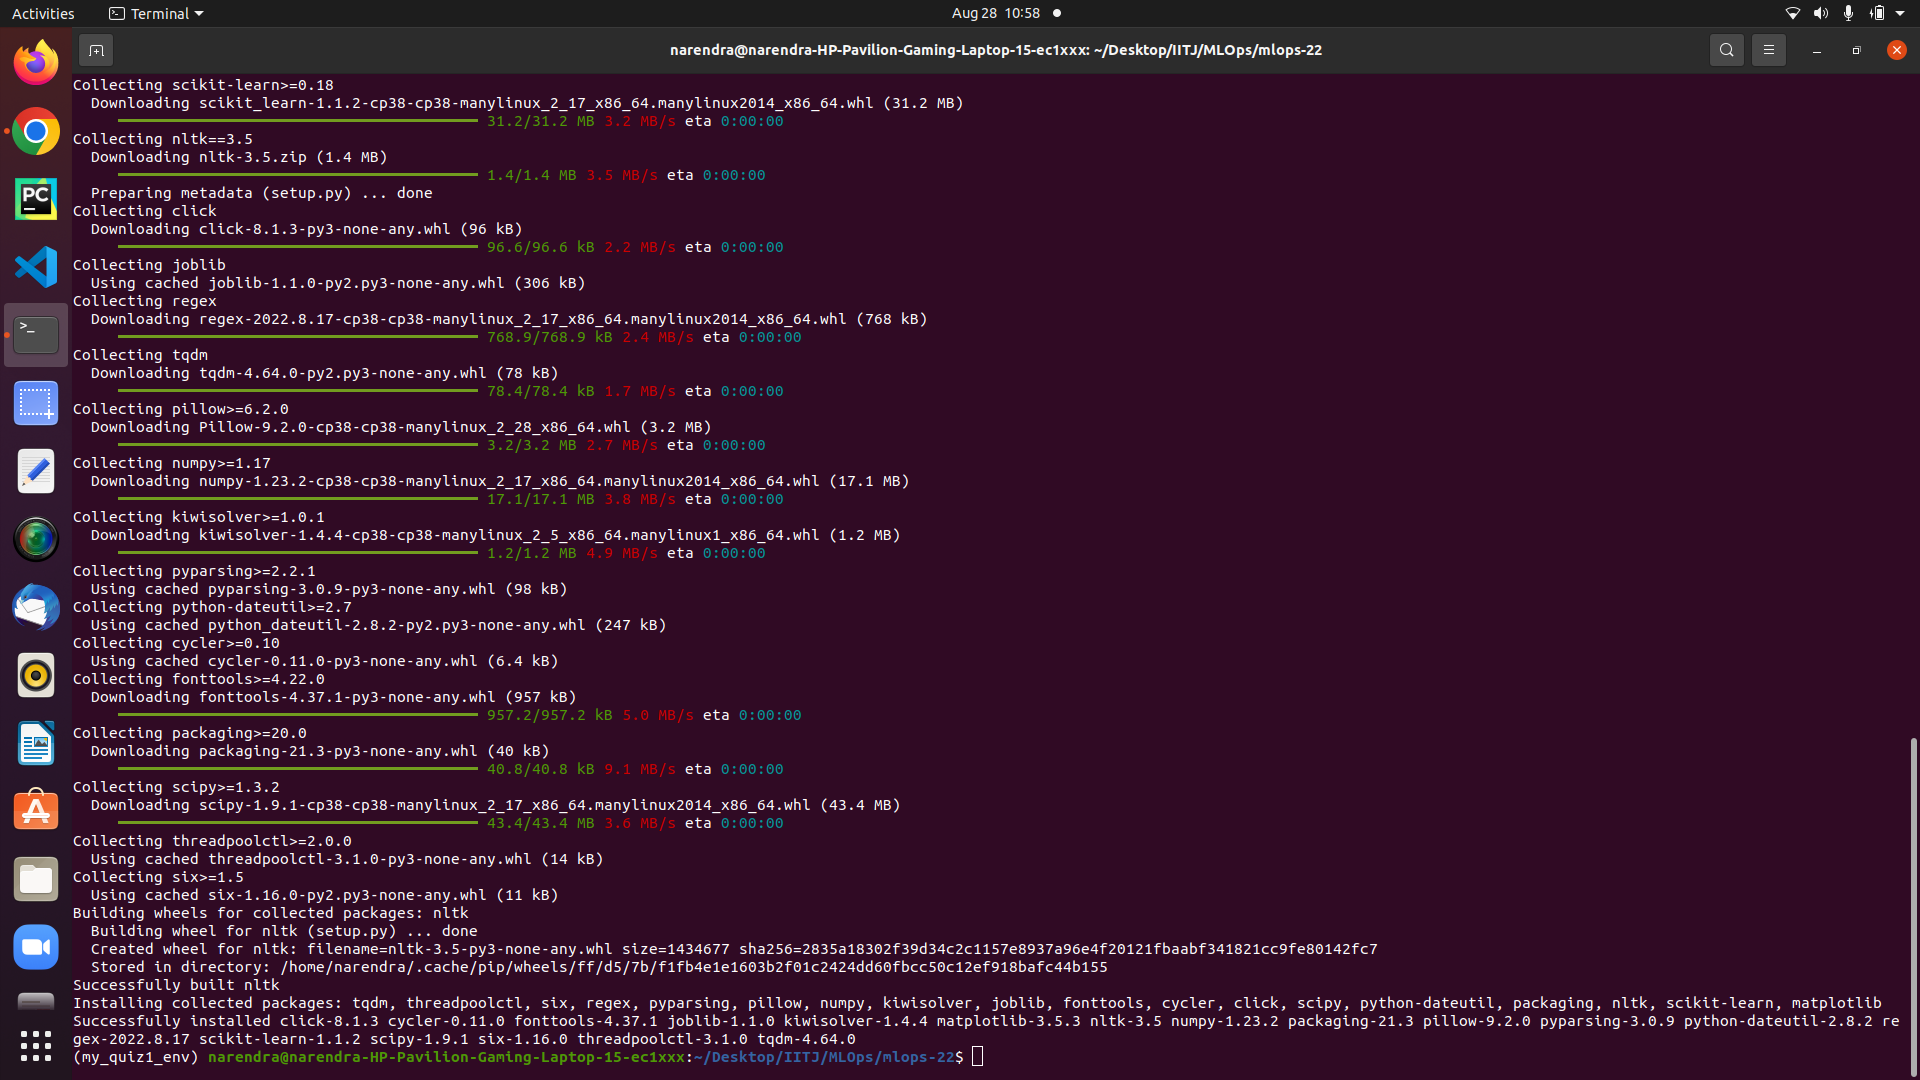 Activities
Terminal
Aug 28 10:58
narendra@narendra-HP-Pavilion-Gaming-Laptop-15-ec1xxx: ~/Desktop/IITJ/MLOps/mlops-22
Collecting scikit-learn>=0.18
  Downloading scikit_learn-1.1.2-cp38-cp38-manylinux_2_17_x86_64.manylinux2014_x86_64.whl (31.2 MB)
31.2/31.2 MB 3.2 MB/s eta 0:00:00
Collecting nltk==3.5
  Downloading nltk-3.5.zip (1.4 MB)
1.4/1.4 MB 3.5 MB/s eta 0:00:00
  Preparing metadata (setup.py) ... done
Collecting click
  Downloading click-8.1.3-py3-none-any.whl (96 kB)
96.6/96.6 kB 2.2 MB/s eta 0:00:00
Collecting joblib
  Using cached joblib-1.1.0-py2.py3-none-any.whl (306 kB)
Collecting regex
  Downloading regex-2022.8.17-cp38-cp38-manylinux_2_17_x86_64.manylinux2014_x86_64.whl (768 kB)
768.9/768.9 kB 2.4 MB/s eta 0:00:00
Collecting tqdm
  Downloading tqdm-4.64.0-py2.py3-none-any.whl (78 kB)
78.4/78.4 kB 1.7 MB/s eta 0:00:00
Collecting pillow>=6.2.0
  Downloading Pillow-9.2.0-cp38-cp38-manylinux_2_28_x86_64.whl (3.2 MB)
3.2/3.2 MB 2.7 MB/s eta 0:00:00
Collecting numpy>=1.17
  Downloading numpy-1.23.2-cp38-cp38-manylinux_2_17_x86_64.manylinux2014_x86_64.whl (17.1 MB)
17.1/17.1 MB 3.8 MB/s eta 0:00:00
Collecting kiwisolver>=1.0.1
  Downloading kiwisolver-1.4.4-cp38-cp38-manylinux_2_5_x86_64.manylinux1_x86_64.whl (1.2 MB)
1.2/1.2 MB 4.9 MB/s eta 0:00:00
Collecting pyparsing>=2.2.1
  Using cached pyparsing-3.0.9-py3-none-any.whl (98 kB)
Collecting python-dateutil>=2.7
  Using cached python_dateutil-2.8.2-py2.py3-none-any.whl (247 kB)
Collecting cycler>=0.10
  Using cached cycler-0.11.0-py3-none-any.whl (6.4 kB)
Collecting fonttools>=4.22.0
  Downloading fonttools-4.37.1-py3-none-any.whl (957 kB)
957.2/957.2 kB 5.0 MB/s eta 0:00:00
Collecting packaging>=20.0
  Downloading packaging-21.3-py3-none-any.whl (40 kB)
40.8/40.8 kB 9.1 MB/s eta 0:00:00
Collecting scipy>=1.3.2
  Downloading scipy-1.9.1-cp38-cp38-manylinux_2_17_x86_64.manylinux2014_x86_64.whl (43.4 MB)
43.4/43.4 MB 3.6 MB/s eta 0:00:00
Collecting threadpoolctl>=2.0.0
  Using cached threadpoolctl-3.1.0-py3-none-any.whl (14 kB)
Collecting six>=1.5
  Using cached six-1.16.0-py2.py3-none-any.whl (11 kB)
Building wheels for collected packages: nltk
  Building wheel for nltk (setup.py) ... done
  Created wheel for nltk: filename=nltk-3.5-py3-none-any.whl size=1434677 sha256=2835a18302f39d34c2c1157e8937a96e4f20121fbaabf341821cc9fe80142fc7
  Stored in directory: /home/narendra/.cache/pip/wheels/ff/d5/7b/f1fb4e1e1603b2f01c2424dd60fbcc50c12ef918bafc44b155
Successfully built nltk
Installing collected packages: tqdm, threadpoolctl, six, regex, pyparsing, pillow, numpy, kiwisolver, joblib, fonttools, cycler, click, scipy, python-dateutil, packaging, nltk, scikit-learn, matplotlib
Successfully installed click-8.1.3 cycler-0.11.0 fonttools-4.37.1 joblib-1.1.0 kiwisolver-1.4.4 matplotlib-3.5.3 nltk-3.5 numpy-1.23.2 packaging-21.3 pillow-9.2.0 pyparsing-3.0.9 python-dateutil-2.8.2 re
gex-2022.8.17 scikit-learn-1.1.2 scipy-1.9.1 six-1.16.0 threadpoolctl-3.1.0 tqdm-4.64.0
(my_quiz1_env) narendra@narendra-HP-Pavilion-Gaming-Laptop-15-ec1xxx:~/Desktop/IITJ/MLOps/mlops-22$